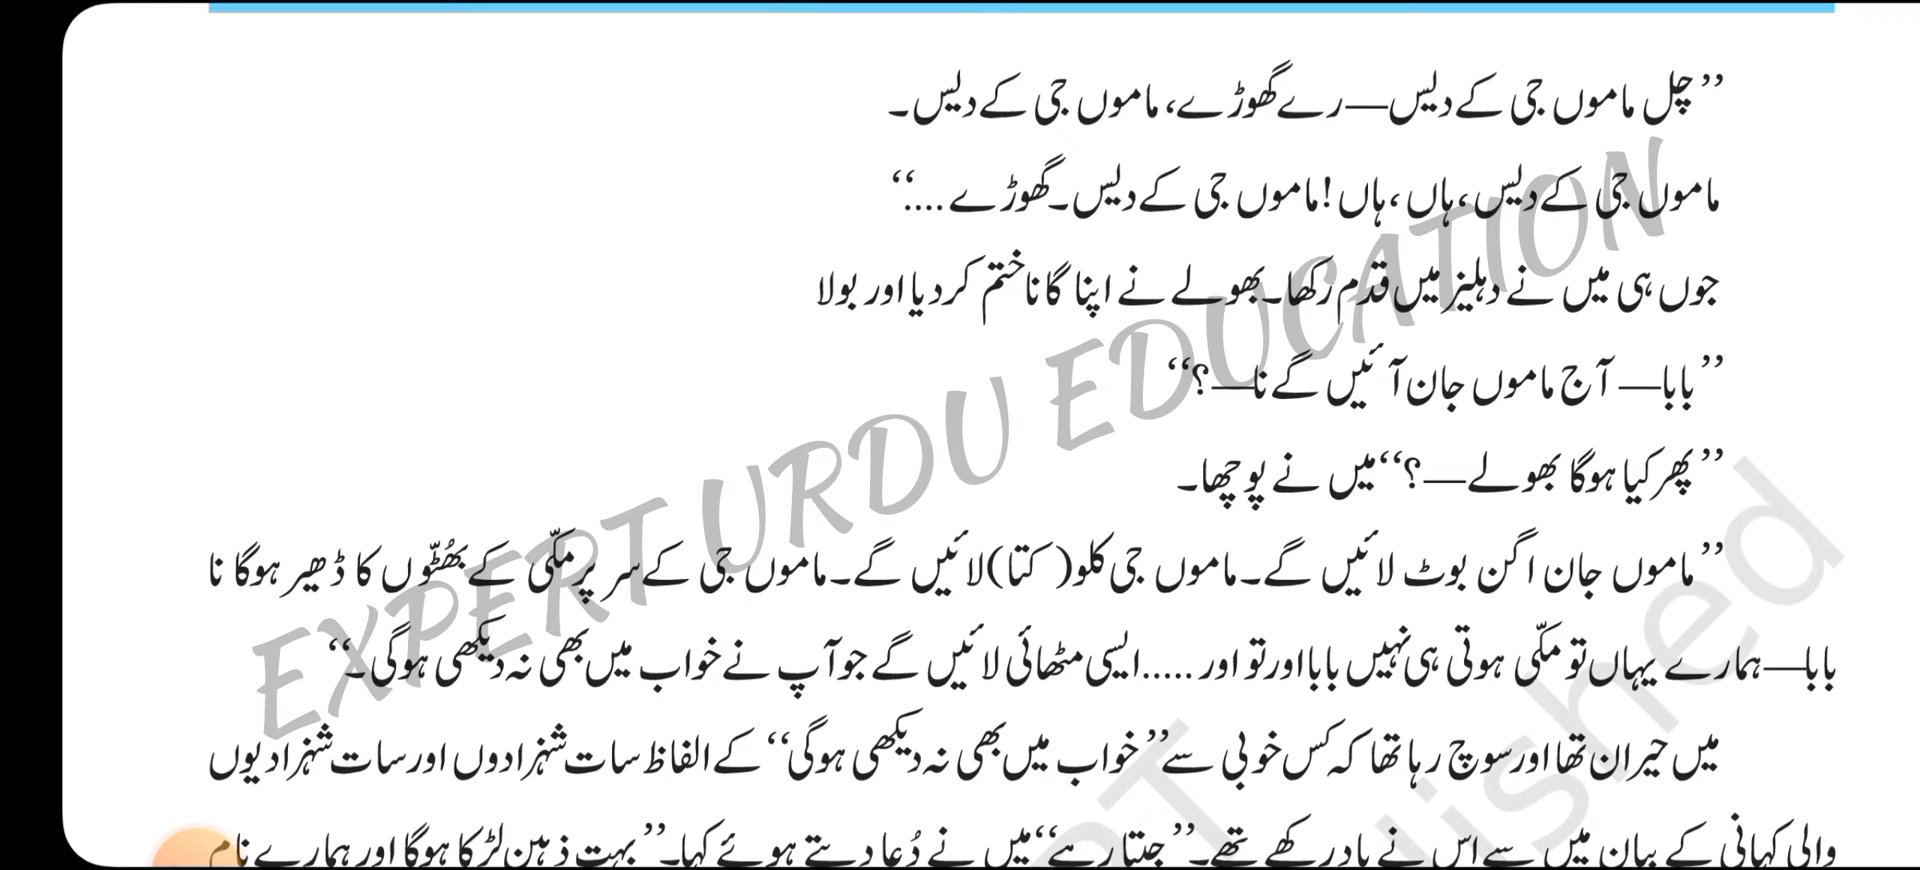 ’’چل ماموں جی کے دیس—رے گھوڑے، ماموں جی کے دیس۔
ماموں جی کے دیس، ہاں، ہاں! ماموں جی کے دیس۔ گھوڑے....‘‘
جوں ہی میں نے دہلیز میں قدم رکھا۔ بھولے نے اپنا گانا ختم کر دیا اور بولا
’’بابا— آج ماموں جان آئیں گے نا—؟‘‘
’’پھر کیا ہوگا بھولے—؟‘‘ میں نے پوچھا۔
’’ماموں جان اگن بوٹ لائیں گے۔ ماموں جی کلو (کتا) لائیں گے۔ ماموں جی کے سر پر مکّی کے بھُٹّوں کا ڈھیر ہوگا نا
بابا—ہمارے یہاں تو مکّی ہوتی ہی نہیں بابا اور تو اور.....ایسی مٹھائی لائیں گے جو آپ نے خواب میں بھی نہ دیکھی ہوگی۔‘‘
میں حیران تھا اور سوچ رہا تھا کہ کس خوبی سے ’’خواب میں بھی نہ دیکھی ہوگی‘‘ کے الفاظ سات شہزادوں اور سات شہزادیوں
والی کہانی کے بیان میں سے اس نے یاد رکھے تھے۔ ’’جیتا رہے‘‘ میں نے دُعا دیتے ہوئے کہا۔ ’’بہت ذہین لڑکا ہوگا اور ہمارے نام
EXPERT URDU EDUCATION